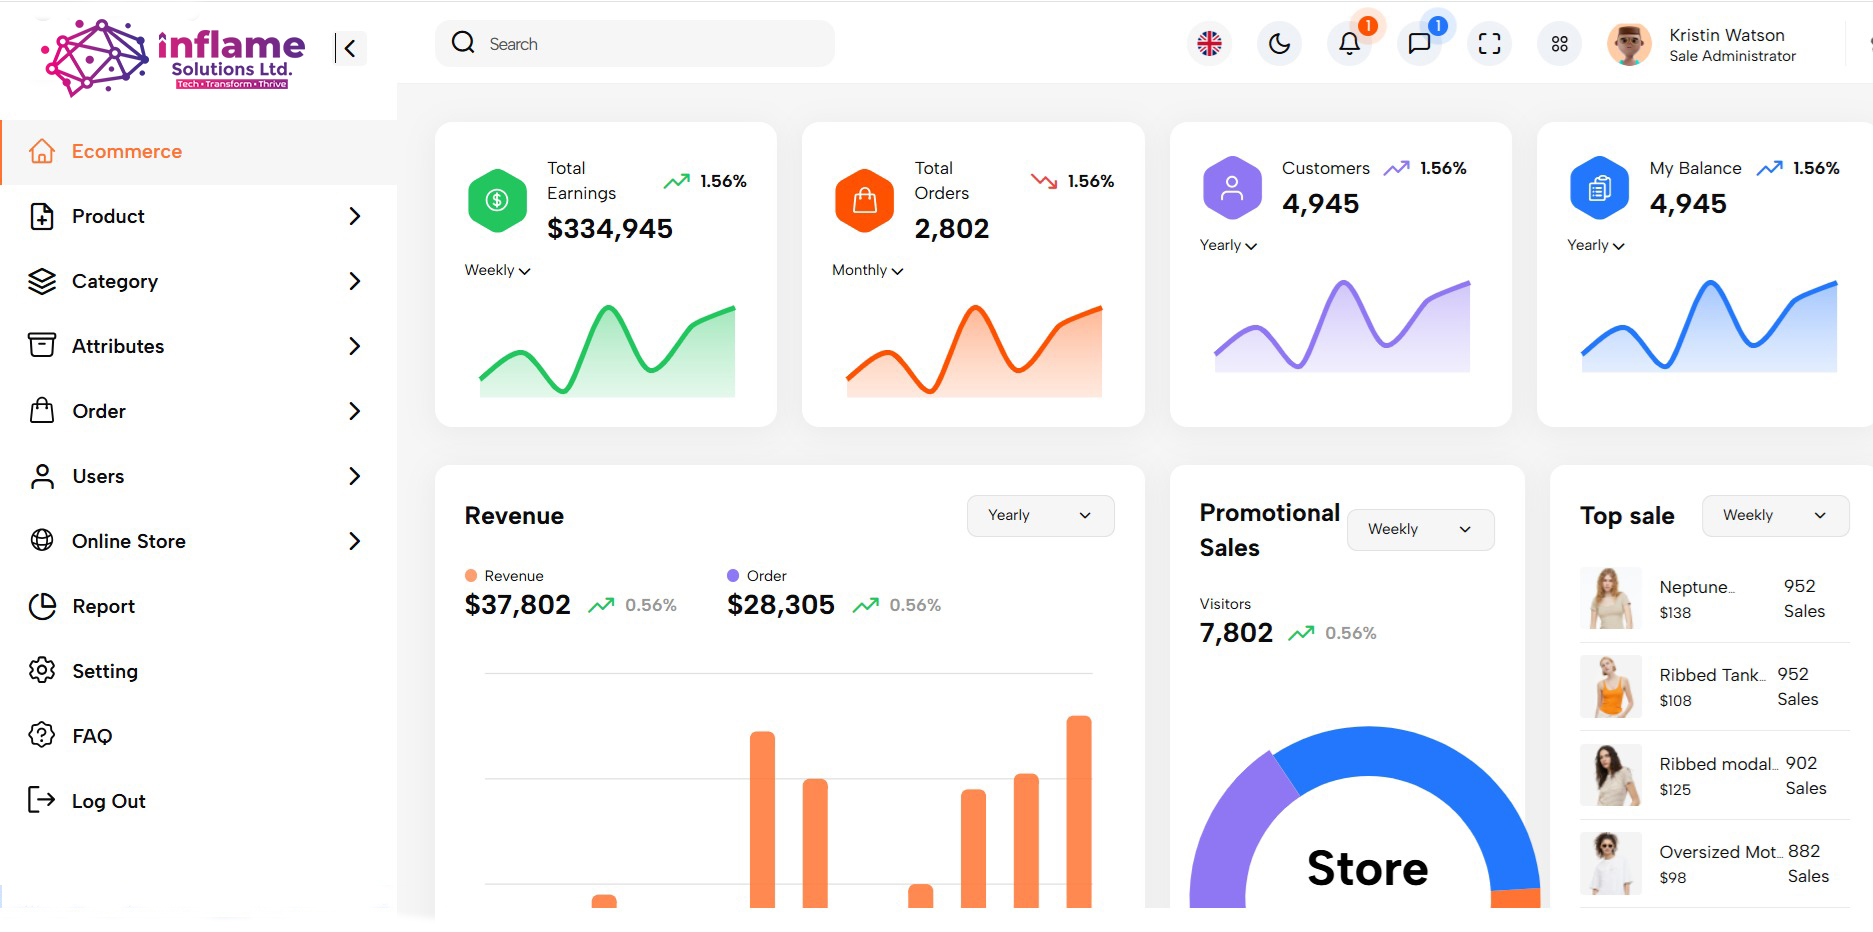 inflame
Solutions Ltd.
Tech • Transform • Thrive
Search
1
1
Kristin Watson
Sale Administrator
Ecommerce
Product
Category
Attributes
Order
Users
Online Store
Report
Setting
FAQ
Log Out
Total
Earnings
1.56%
$334,945
Weekly
Total
Orders
1.56%
2,802
Monthly
Customers
1.56%
4,945
Yearly
My Balance
1.56%
4,945
Yearly
Revenue
Yearly
Revenue
$37,802
0.56%
Order
$28,305
0.56%
Promotional
Sales
Weekly
Visitors
7,802
0.56%
Store
Top sale
Weekly
Neptune...
$138
952
Sales
Ribbed Tank...
$108
952
Sales
Ribbed modal...
$125
902
Sales
Oversized Mot...
$98
882
Sales